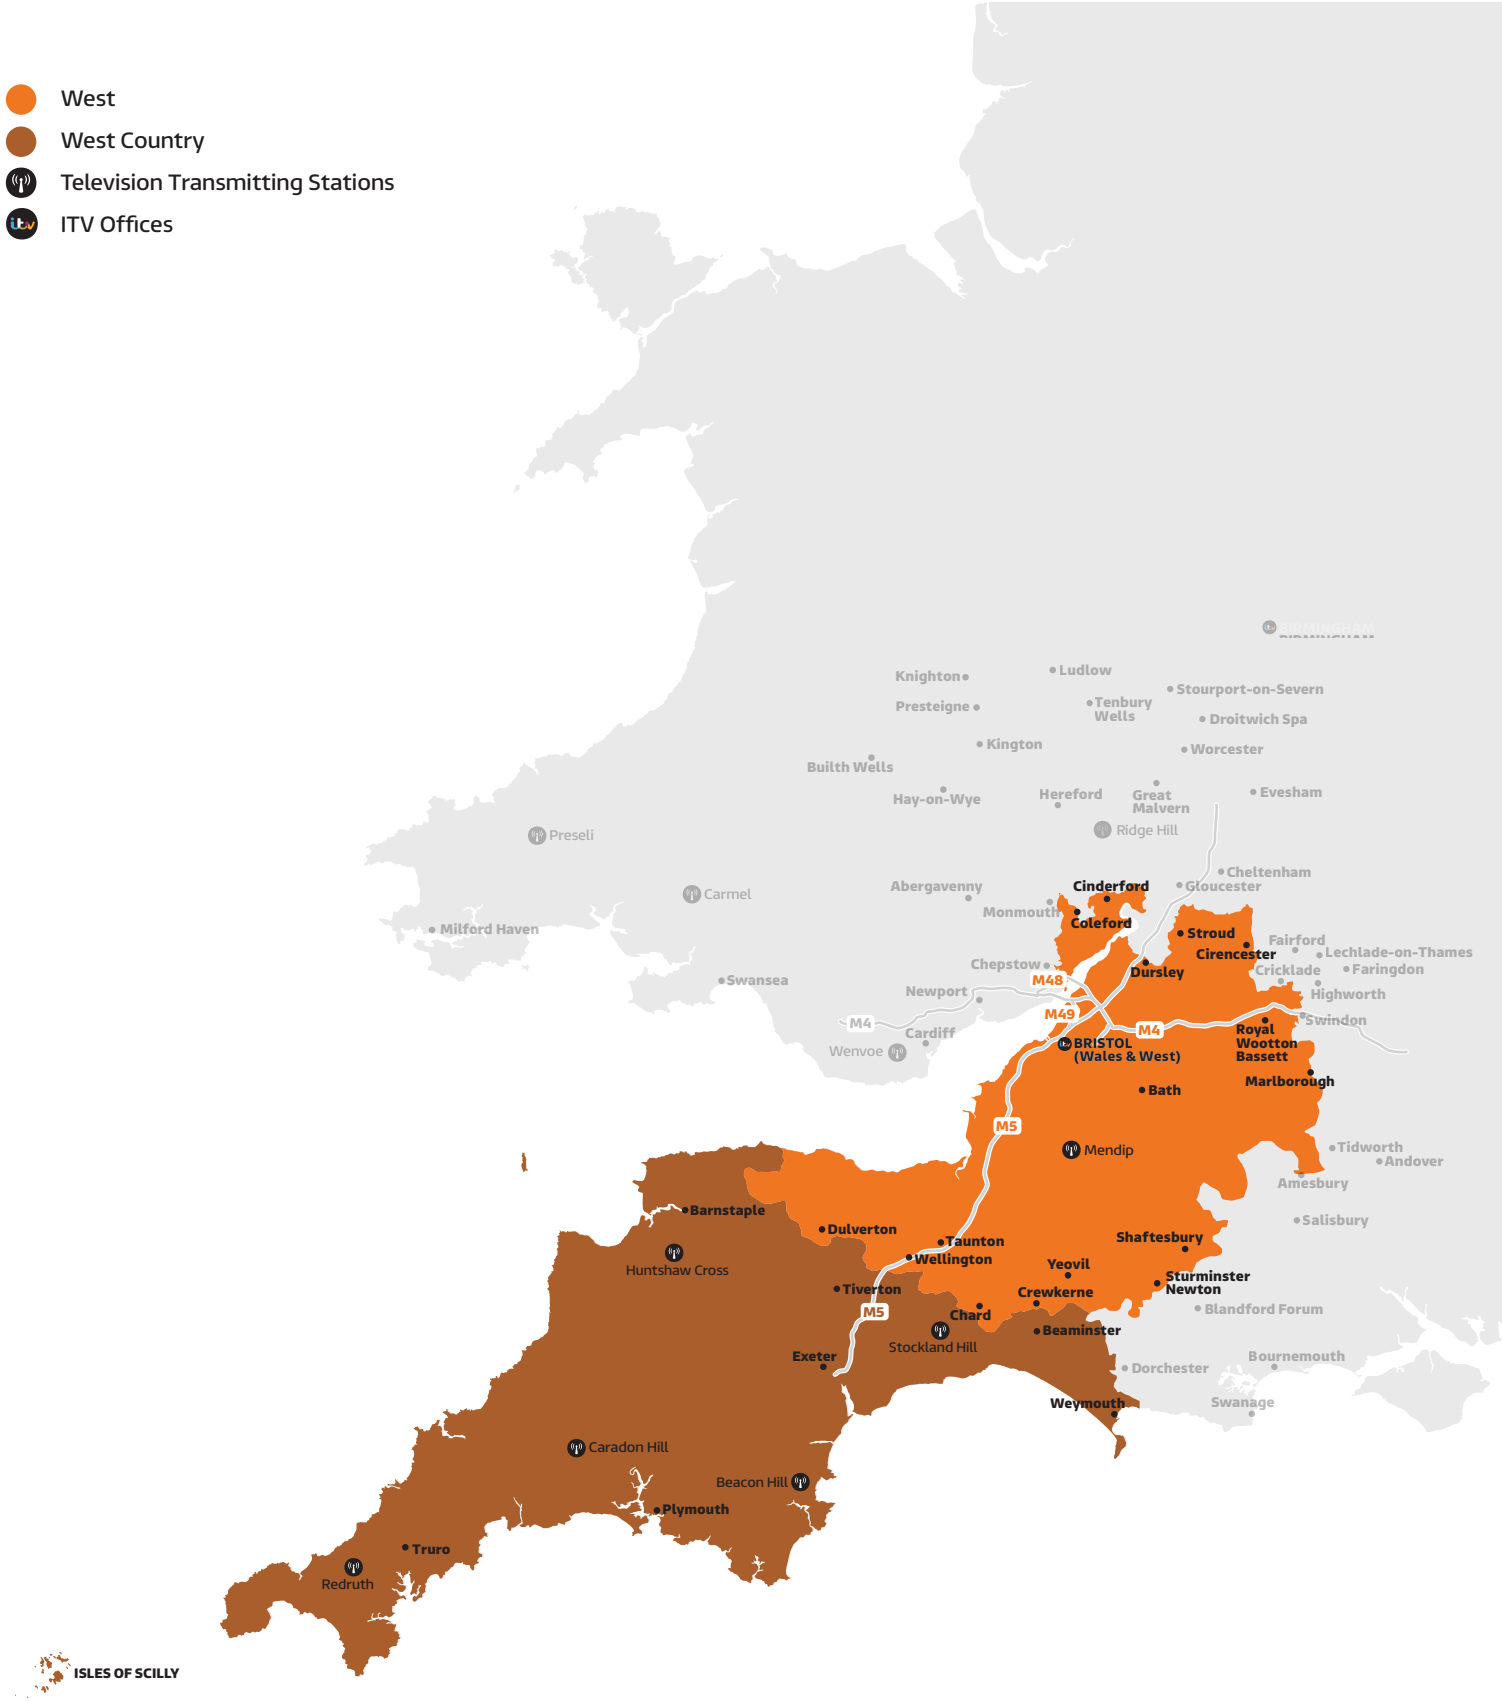 West
West Country
Television Transmitting Stations
itv
ITV Offices
BIRMINGHAM
Knighton
Ludlow
Stourport-on-Severn
Presteigne
Tenbury
Wells
Droitwich Spa
Kington
Worcester
Builth Wells
Hay-on-Wye
Hereford
Great
Malvern
Evesham
Preseli
Ridge Hill
Cheltenham
Abergavenny
Cinderford
Gloucester
Carmel
Monmouth
Coleford
Milford Haven
Stroud
Fairford
Cirencester
Lechlade-on-Thames
Chepstow
Dursley
Cricklade
Faringdon
Swansea
M48
Newport
Highworth
M49
M4
Cardiff
M4
Swindon
Royal
Wootton
Bassett
Wenvoe
BRISTOL
(Wales & West)
Marlborough
Bath
M5
Mendip
Tidworth
Andover
Amesbury
Barnstaple
Salisbury
Dulverton
Taunton
Shaftesbury
Wellington
Huntshaw Cross
Yeovil
Sturminster
Newton
Tiverton
Crewkerne
M5
Chard
Blandford Forum
Beaminster
Stockland Hill
Exeter
Dorchester
Bournemouth
Weymouth
Swanage
Caradon Hill
Beacon Hill
Plymouth
Truro
Redruth
ISLES OF SCILLY